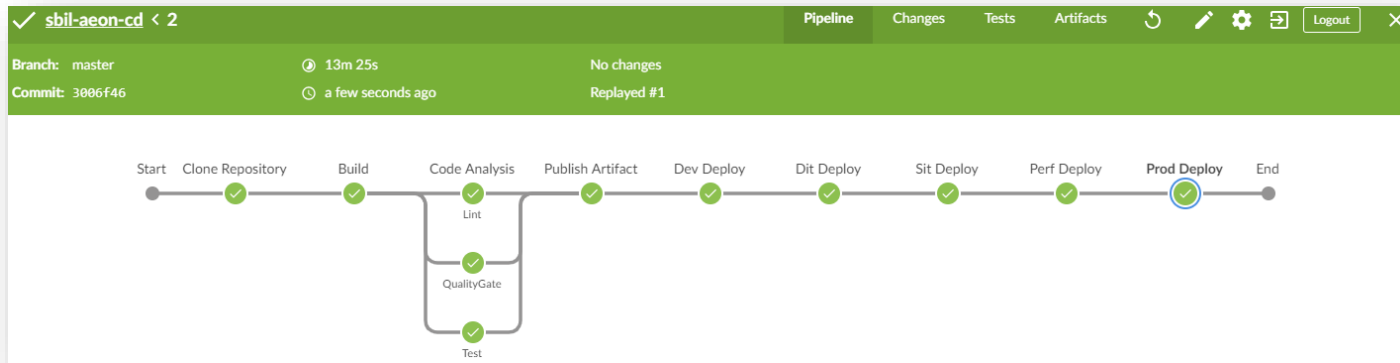 sbil-aeon-cd < 2 Pipeline Changes Tests Artifacts Logout
Branch: master 13m 25s No changes
Commit: 3006f46 a few seconds ago Replayed #1
Start Clone Repository Build Code Analysis Publish Artifact Dev Deploy Dit Deploy Sit Deploy Perf Deploy Prod Deploy End
Lint
QualityGate
Test